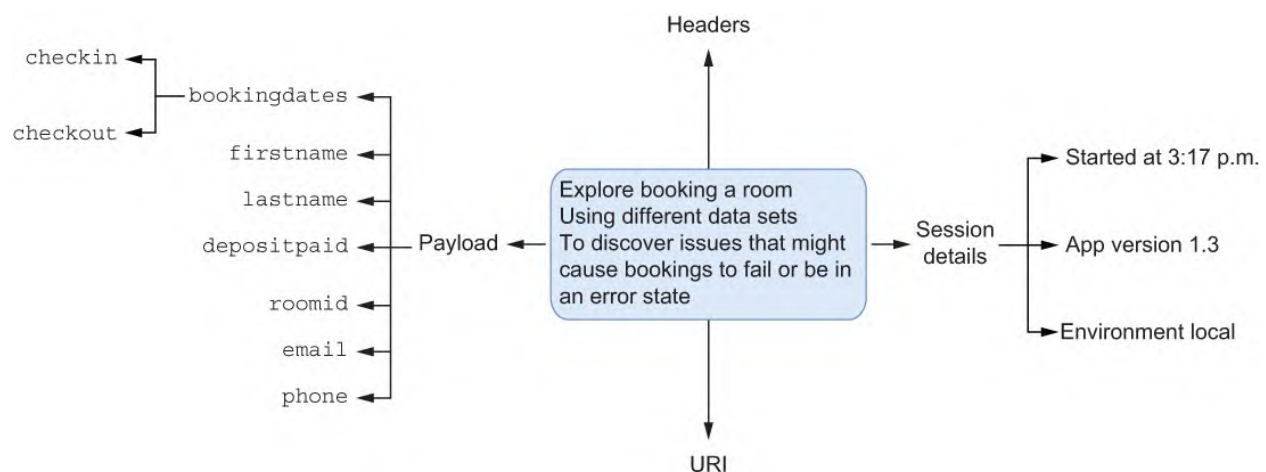 Headers
checkin
bookingdates
checkout
firstname
lastname
depositpaid
roomid
email
phone
Payload
Explore booking a room
Using different data sets
To discover issues that might
cause bookings to fail or be in
an error state
Session
details
Started at 3:17 p.m.
App version 1.3
Environment local
URI